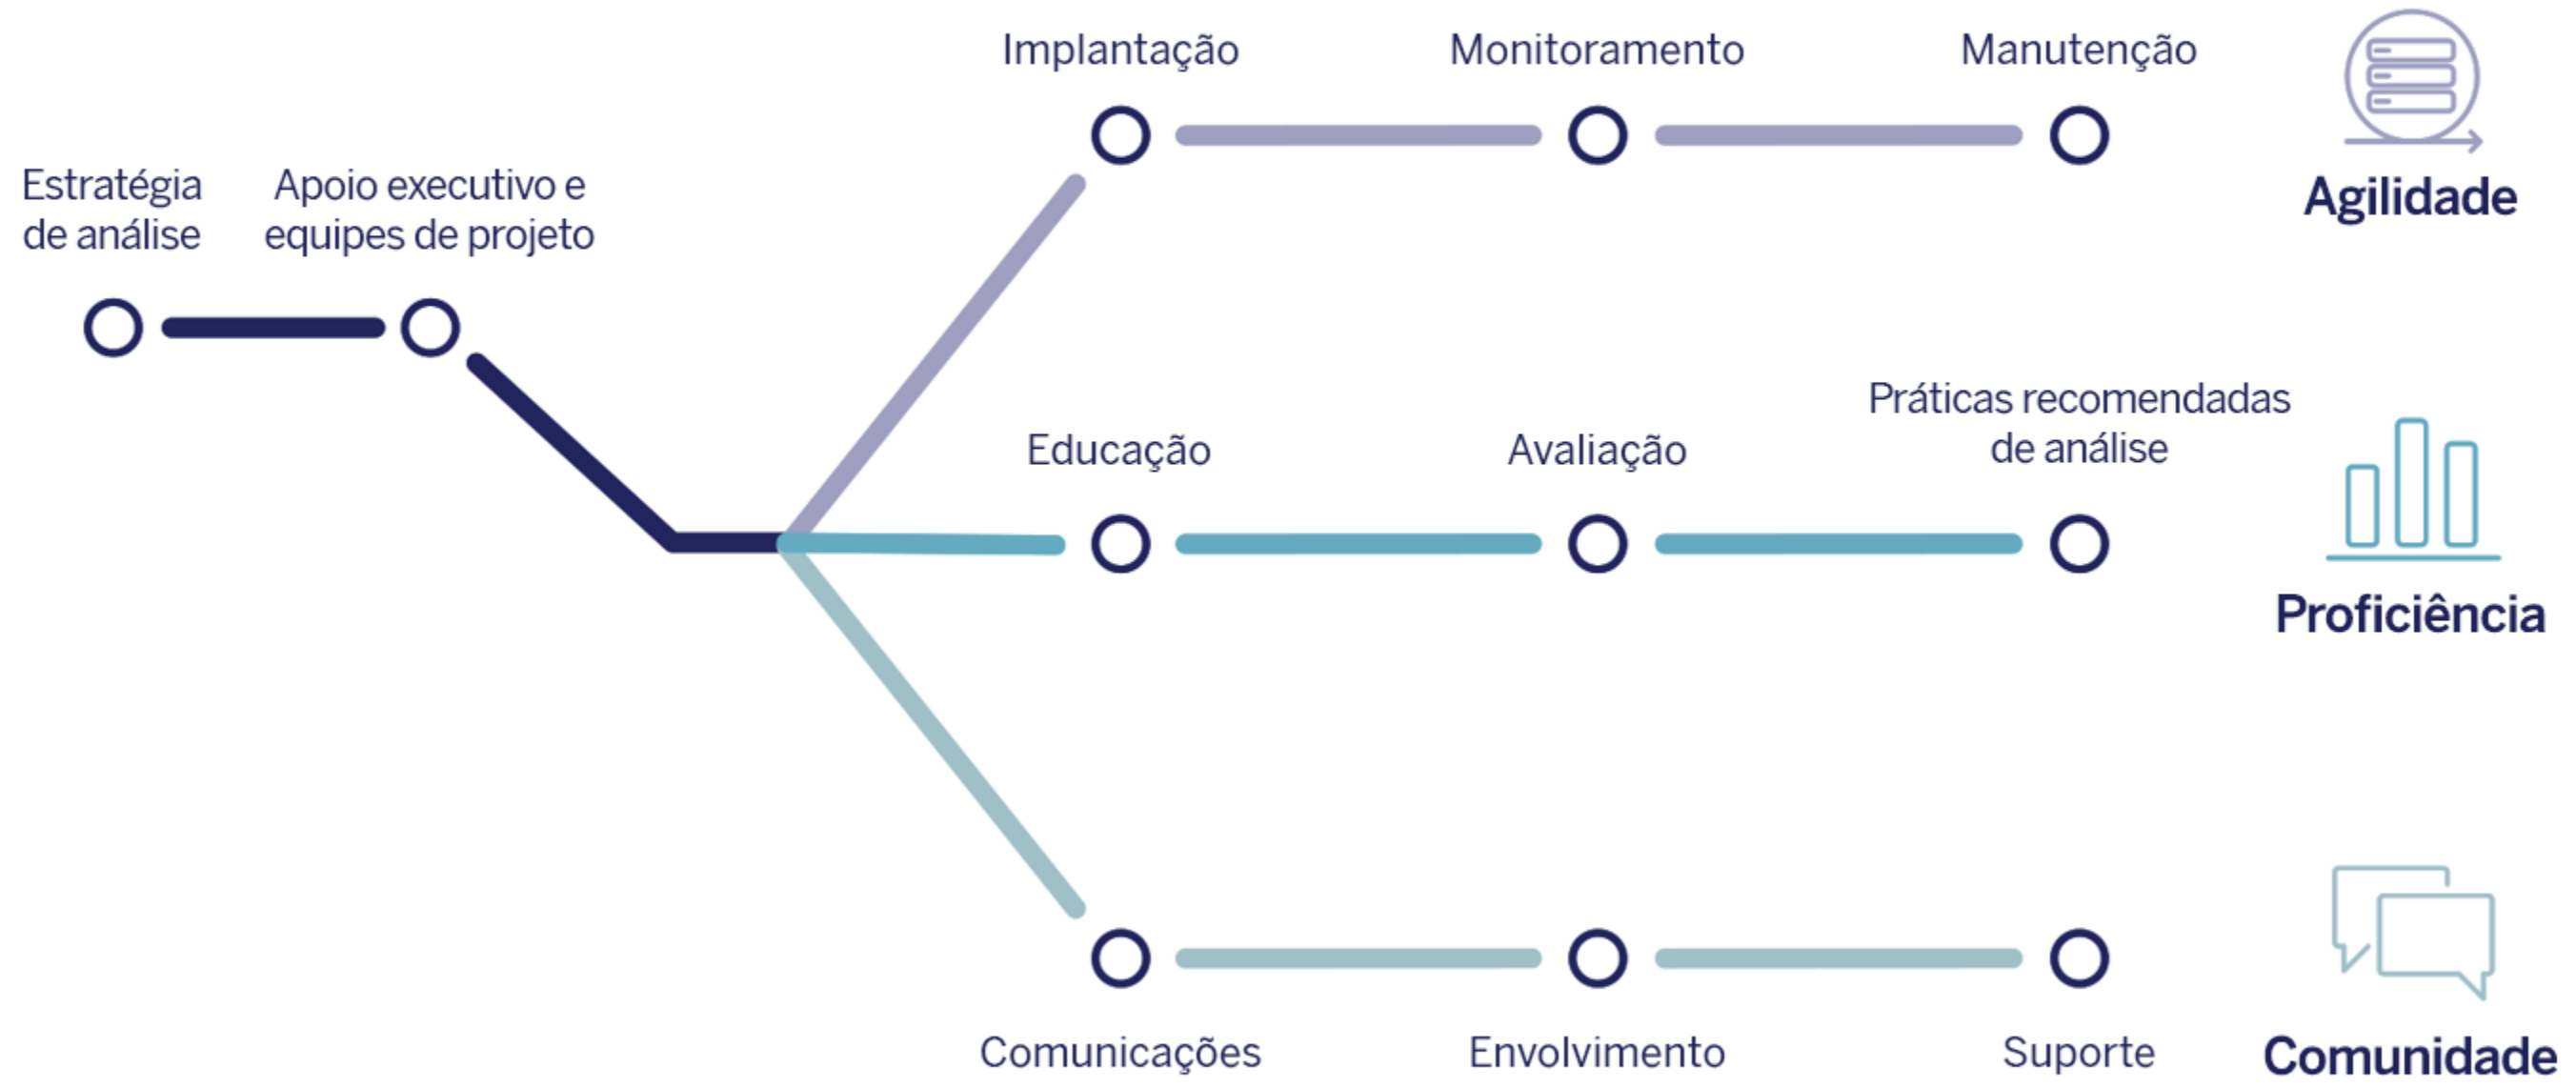 Estratégia
de análise
Apoio executivo e
equipes de projeto
Implantação
Monitoramento
Manutenção
Agilidade
Educação
Avaliação
Práticas recomendadas
de análise
Proficiência
Comunicações
Envolvimento
Suporte
Comunidade